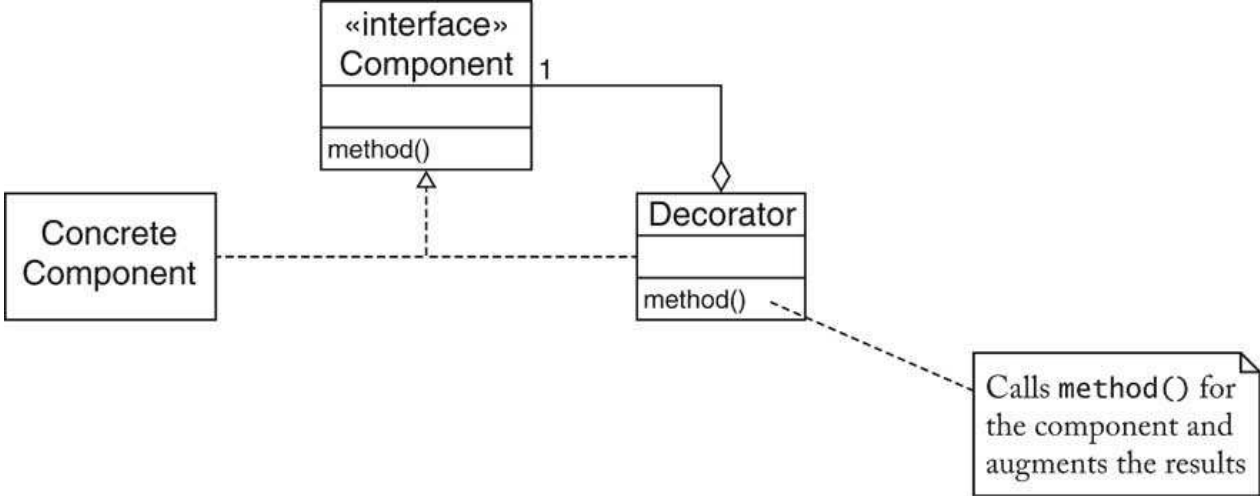 «interface»
Component
1
method()
Concrete
Component
Decorator
method()
Calls method() for
the component and
augments the results